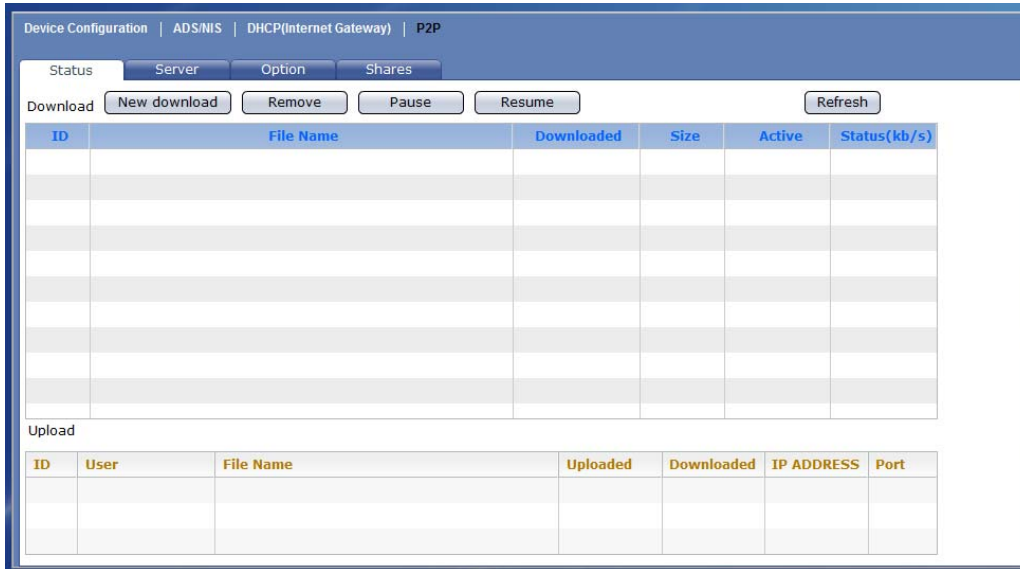 Device Configuration | ADS/NIS | DHCP(Internet Gateway) | P2P
Status Server Option Shares
Download New download Remove Pause Resume Refresh
ID File Name Downloaded Size Active Status(kb/s)
Upload
ID User File Name Uploaded Downloaded IP ADDRESS Port